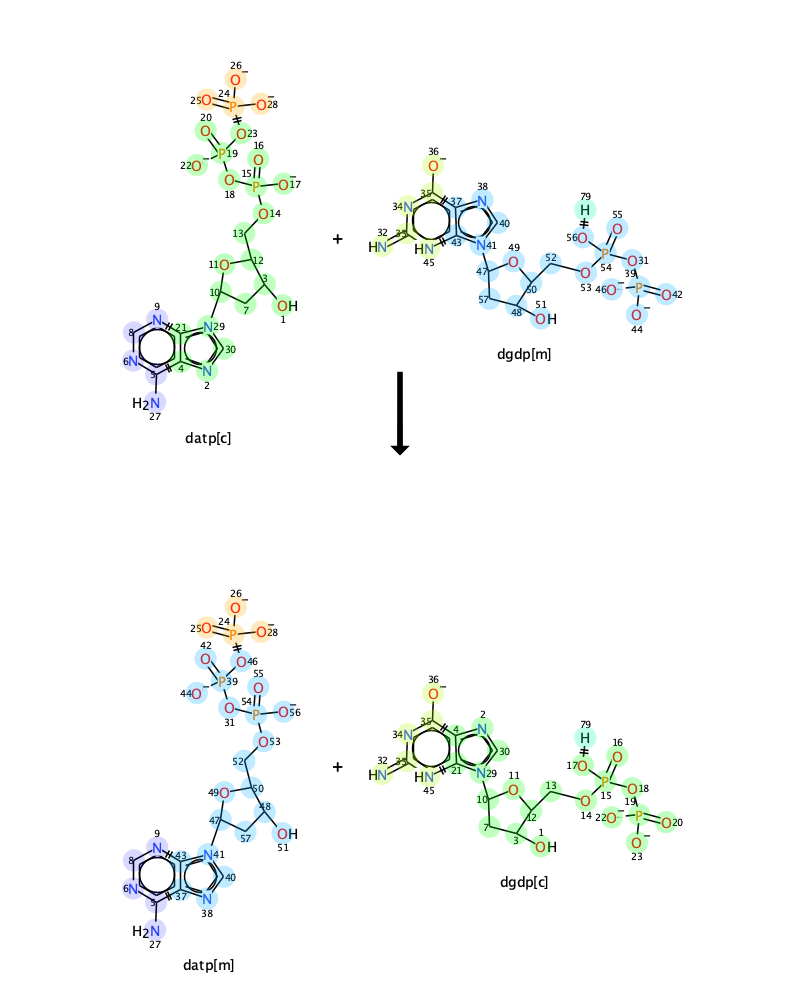 26
O−
24
25 O P O− 28
20 O O 23
22 O− P 19 16 O
O 18 15 P O− 17
O 14
13
11 O 12
10 3
7 OH
1
9 N 21 N 29
8 30
6 N 5 4 N
2
H2N
27
datp[c]
+
36
O−
35
34 N 37 38 N
40
32 HN 33 HN 45 43 N 41
79
H
55 O
56 O P 54 O 31
52 O 53
39
46 O− P O 42
O−
44
49 O
47 50
57 48 51 OH
dgdp[m]
26
O−
24
25 O P O− 28
42 O O 46
44 O− P 39 55 O
O 31 54 P O− 56
O 53
52
49 O 50
47 48
57 OH
51
9 N 43 N 41
8 40
6 N 5 37 N
38
H2N
27
datp[m]
+
36
O−
35
34 N 4 2 N
30
32 HN 33 HN 45 21 N 29
79
H
16 O
17 O P 15 O 18
13 O 14
19
22 O− P O 20
O−
23
11 O
10 12
7 3 1 OH
dgdp[c]